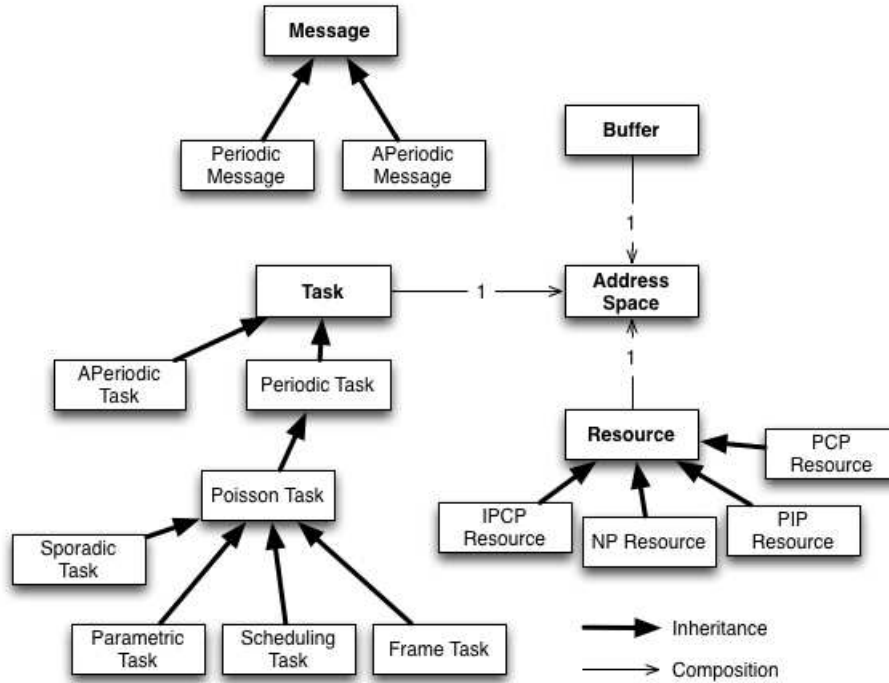 Message
Periodic
Message
APeriodic
Message
Buffer
1
Task
1
Address
Space
APeriodic
Task
Periodic Task
1
Resource
PCP
Resource
Poisson Task
IPCP
Resource
NP Resource
PIP
Resource
Sporadic
Task
Parametric
Task
Scheduling
Task
Frame Task
Inheritance
Composition